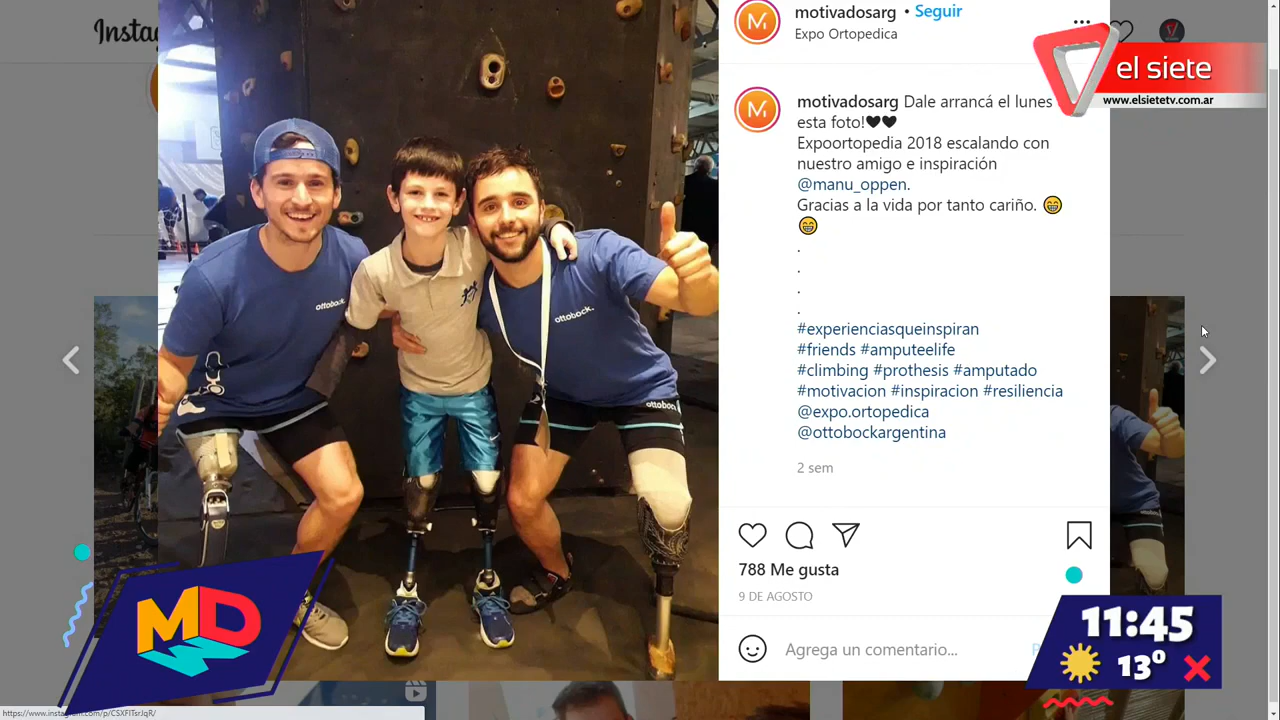 Insta
motivadosarg • Seguir
Expo Ortopedica
el siete
www.elsietetv.com.ar
motivadosarg Dale arrancá el lunes
esta foto!🖤🖤
Expoortopedia 2018 escalando con
nuestro amigo e inspiración
@manu_oppen.
Gracias a la vida por tanto cariño. 😁
😁
.
.
.
.
#experienciasqueinspiran
#friends #amputeelife
#climbing #prothesis #amputado
#motivacion #inspiracion #resiliencia
@expo.ortopedica
@ottobockargentina
2 sem
788 Me gusta
9 DE AGOSTO
Agrega un comentario...
P
ottobock.
ottobock.
ottobock.
MD
11:45
13º